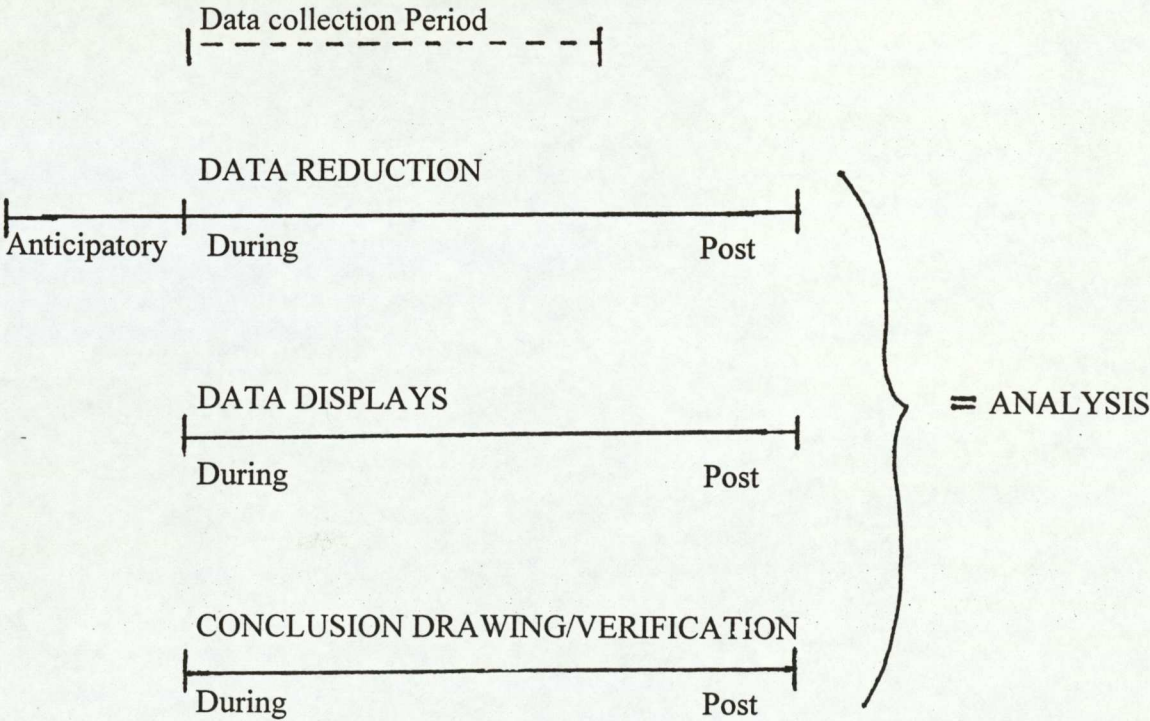 Data collection Period
DATA REDUCTION
Anticipatory During Post
DATA DISPLAYS
= ANALYSIS
During Post
CONCLUSION DRAWING/VERIFICATION
During Post